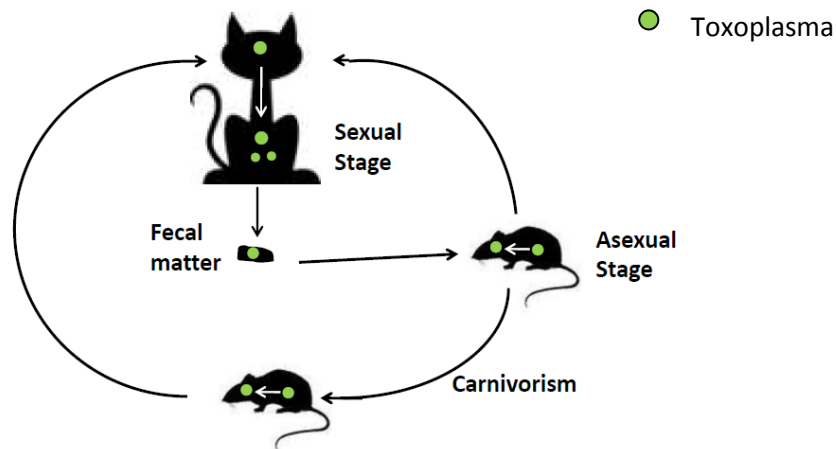 Toxoplasma
Sexual
Stage
Fecal
matter
Asexual
Stage
Carnivorism